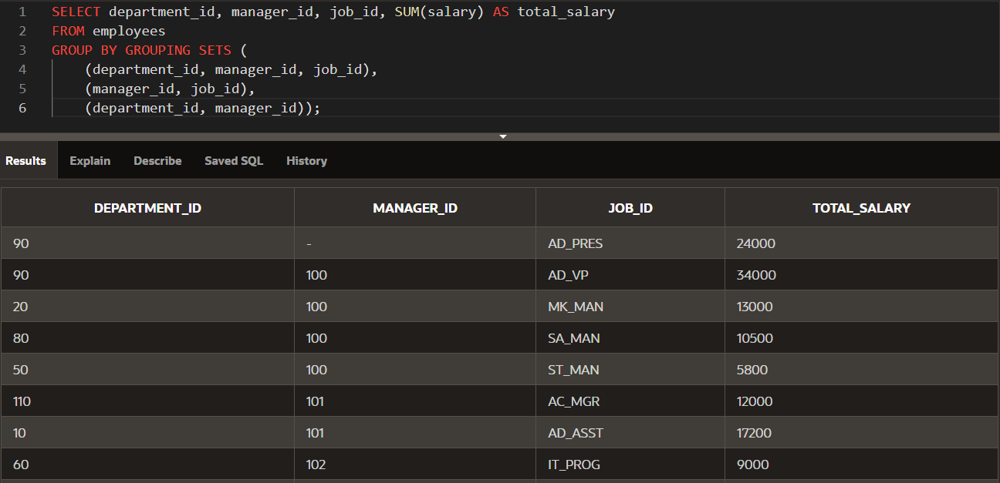 1 SELECT department_id, manager_id, job_id, SUM(salary) AS total_salary
2 FROM employees
3 GROUP BY GROUPING SETS (
4 (department_id, manager_id, job_id),
5 (manager_id, job_id),
6 (department_id, manager_id));
Results Explain Describe Saved SQL History
DEPARTMENT_ID MANAGER_ID JOB_ID TOTAL_SALARY
90 - AD_PRES 24000
90 100 AD_VP 34000
20 100 MK_MAN 13000
80 100 SA_MAN 10500
50 100 ST_MAN 5800
110 101 AC_MGR 12000
10 101 AD_ASST 17200
60 102 IT_PROG 9000